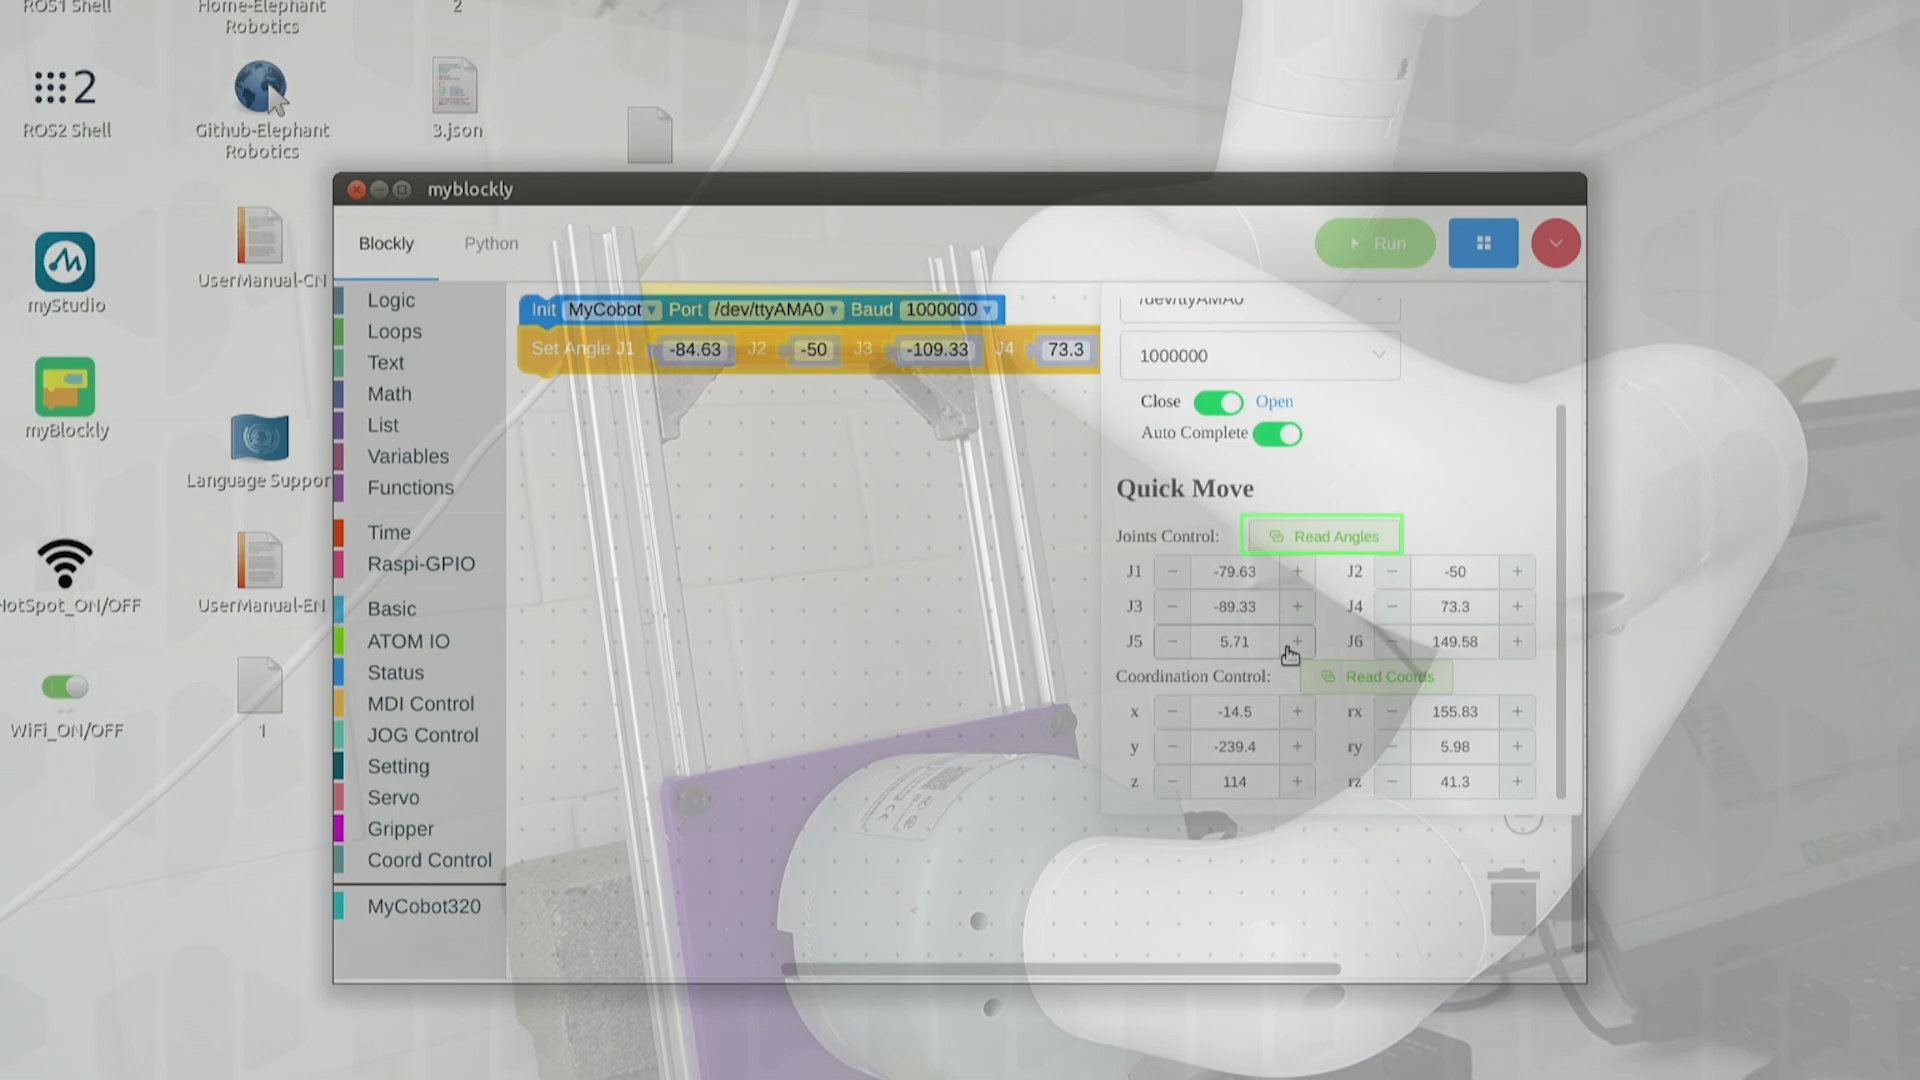 ROS1 Shell
Home-Elephant
Robotics
2
2
ROS2 Shell
Github-Elephant
Robotics
3.json
myStudio
UserManual-CN
myBlockly
Language Suppor
HotSpot_ON/OFF
UserManual-EN
WiFi_ON/OFF
1
myblockly
Blockly
Python
Run
Logic
Loops
Text
Math
List
Variables
Functions
Time
Raspi-GPIO
Basic
ATOM IO
Status
MDI Control
JOG Control
Setting
Servo
Gripper
Coord Control
MyCobot320
Init MyCobot Port /dev/ttyAMA0 Baud 1000000
Set Angle J1 -84.63 J2 -50 J3 -109.33 J4 73.3
/dev/ttyAMA0
1000000
Close Open
Auto Complete
Quick Move
Joints Control: Read Angles
J1 - -79.63 + J2 - -50 +
J3 - -89.33 + J4 - 73.3 +
J5 - 5.71 + J6 - 149.58 +
Coordination Control: Read Coords
x - -14.5 + rx - 155.83 +
y - -239.4 + ry - 5.98 +
z - 114 + rz - 41.3 +